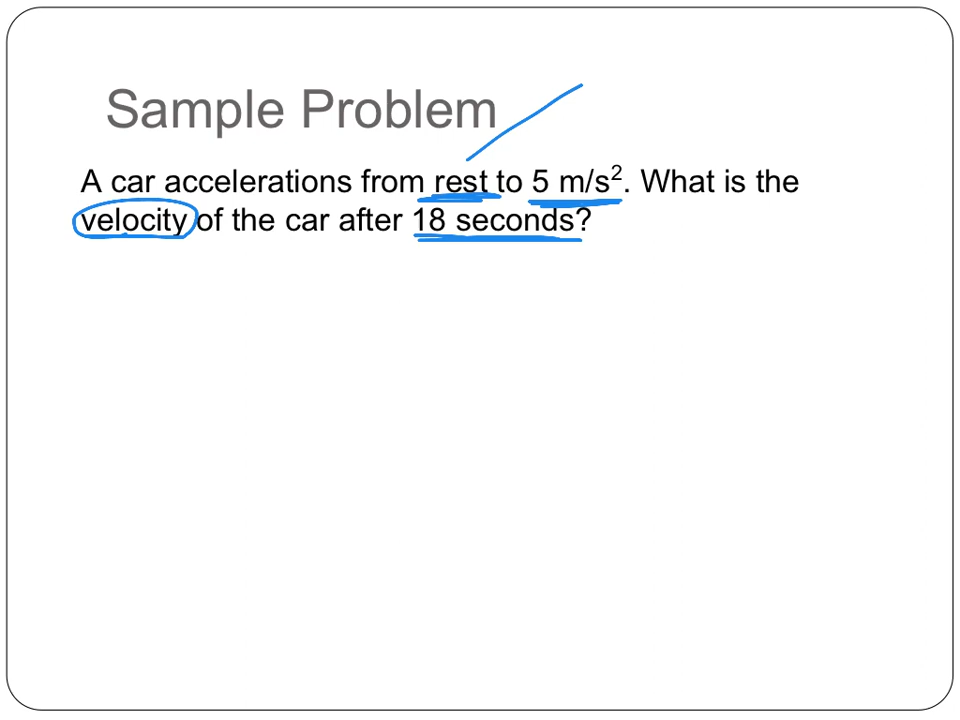 Sample Problem
A car accelerations from rest to 5 m/s². What is the
velocity of the car after 18 seconds?